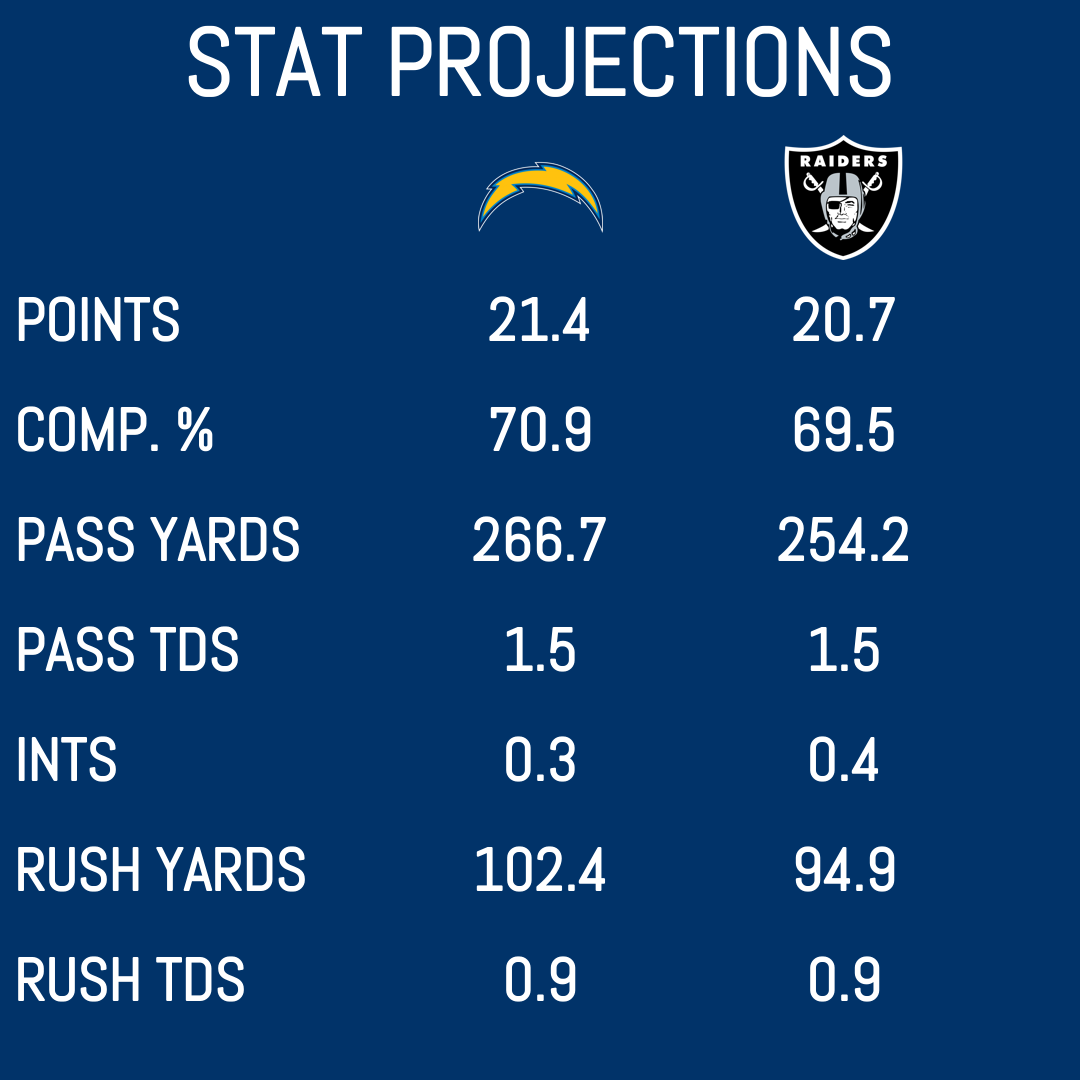 STAT PROJECTIONS
RAIDERS
POINTS 21.4 20.7
COMP. % 70.9 69.5
PASS YARDS 266.7 254.2
PASS TDS 1.5 1.5
INTS 0.3 0.4
RUSH YARDS 102.4 94.9
RUSH TDS 0.9 0.9